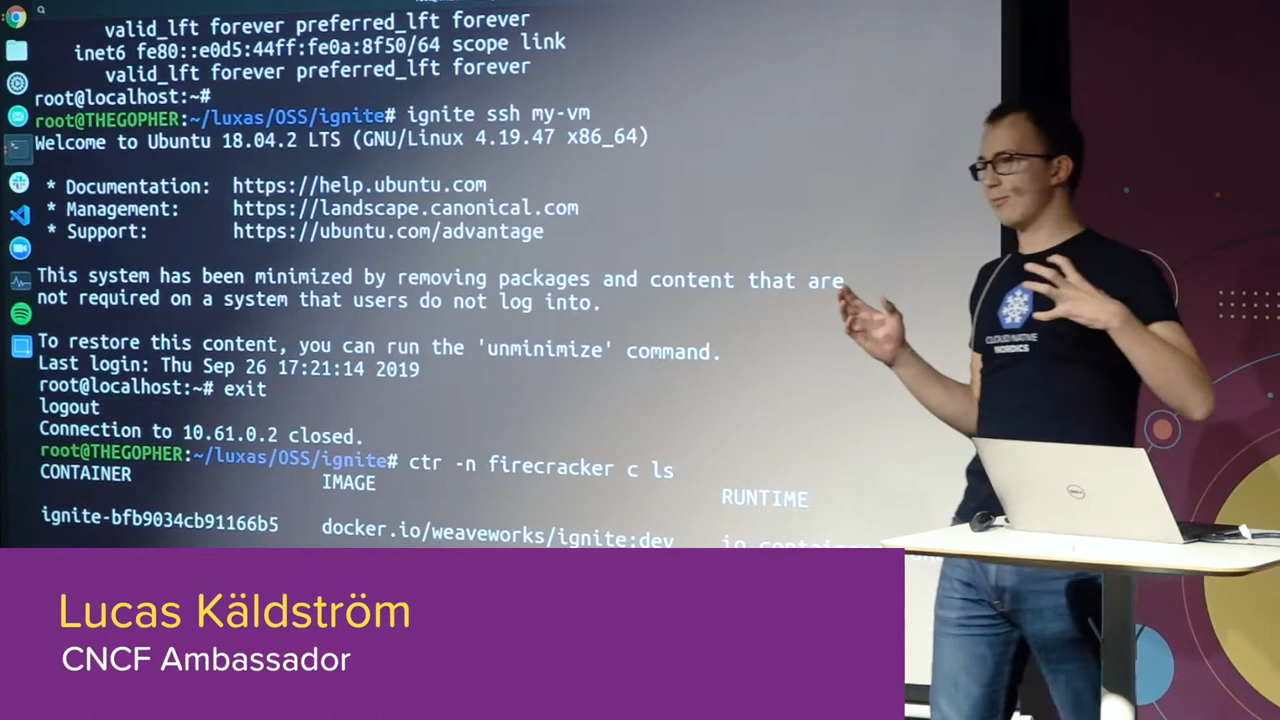 valid_lft forever preferred_lft forever
inet6 fe80::e0d5:44ff:fe0a:8f50/64 scope link
valid_lft forever preferred_lft forever
root@localhost:~#
root@THEGOPHER:~/luxas/OSS/ignite# ignite ssh my-vm
Welcome to Ubuntu 18.04.2 LTS (GNU/Linux 4.19.47 x86_64)
* Documentation: https://help.ubuntu.com
* Management: https://landscape.canonical.com
* Support: https://ubuntu.com/advantage
This system has been minimized by removing packages and content that are
not required on a system that users do not log into.
To restore this content, you can run the 'unminimize' command.
Last login: Thu Sep 26 17:21:14 2019
root@localhost:~# exit
logout
Connection to 10.61.0.2 closed.
root@THEGOPHER:~/luxas/OSS/ignite# ctr -n firecracker c ls
CONTAINER IMAGE RUNTIME
ignite-bfb9034cb91166b5 docker.io/weaveworks/ignite:dev
CLOUD NATIVE
NORDICS
DELL
Lucas Käldström
CNCF Ambassador